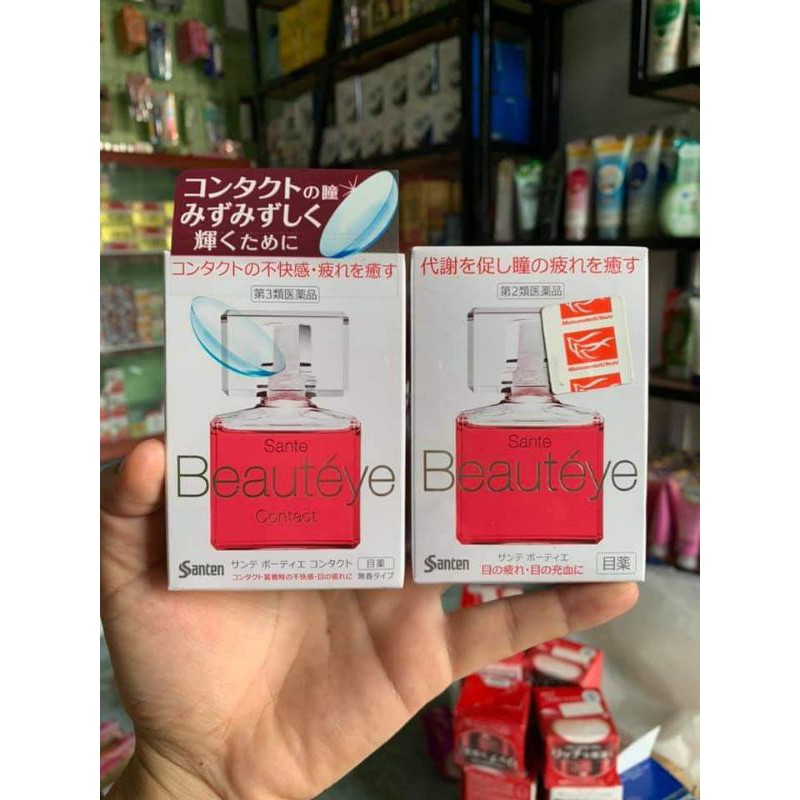 コンタクトの瞳
みずみずしく
輝くために
コンタクトの不快感・疲れを癒す
第3類医薬品
Sante
Beautéye
Contact
Santen
サンテ ボーティエ コンタクト
目薬
コンタクト装着時の不快感・目の疲れに
無香タイプ
代謝を促し瞳の疲れを癒す
第2類医薬品
Matsumotokiyoshi
Sante
Beautéye
Santen
サンテ ボーティエ
目の疲れ・目の充血に
目薬